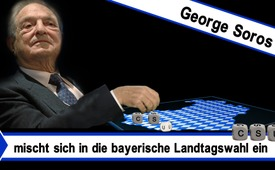 George Soros
C S U
C S
mischt sich in die bayerische Landtagswahl ein